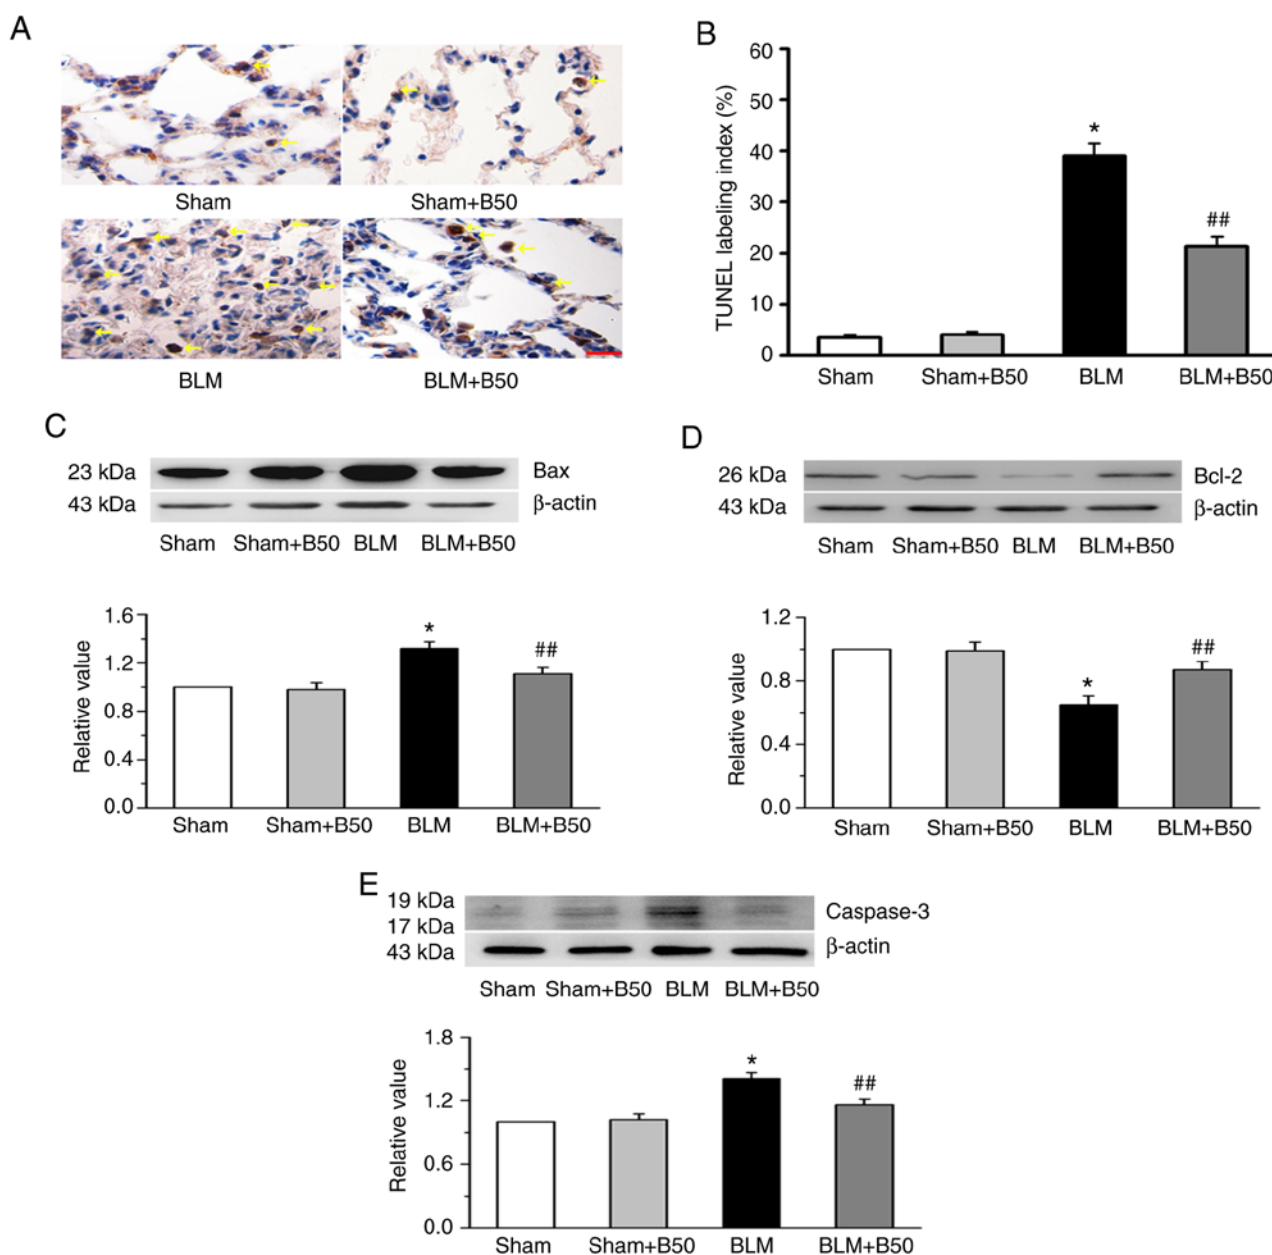 A
Sham
Sham+B50
BLM
BLM+B50
B
TUNEL labeling index (%)
60
50
40
30
20
10
0
*
##
Sham
Sham+B50
BLM
BLM+B50
C
23 kDa
Bax
43 kDa
β-actin
Sham
Sham+B50
BLM
BLM+B50
Relative value
1.6
1.2
0.8
0.4
0.0
*
##
Sham
Sham+B50
BLM
BLM+B50
D
26 kDa
Bcl-2
43 kDa
β-actin
Sham
Sham+B50
BLM
BLM+B50
Relative value
1.2
0.8
0.4
0.0
*
##
Sham
Sham+B50
BLM
BLM+B50
E
19 kDa
17 kDa
Caspase-3
43 kDa
β-actin
Sham
Sham+B50
BLM
BLM+B50
Relative value
1.8
1.2
0.6
0.0
*
##
Sham
Sham+B50
BLM
BLM+B50